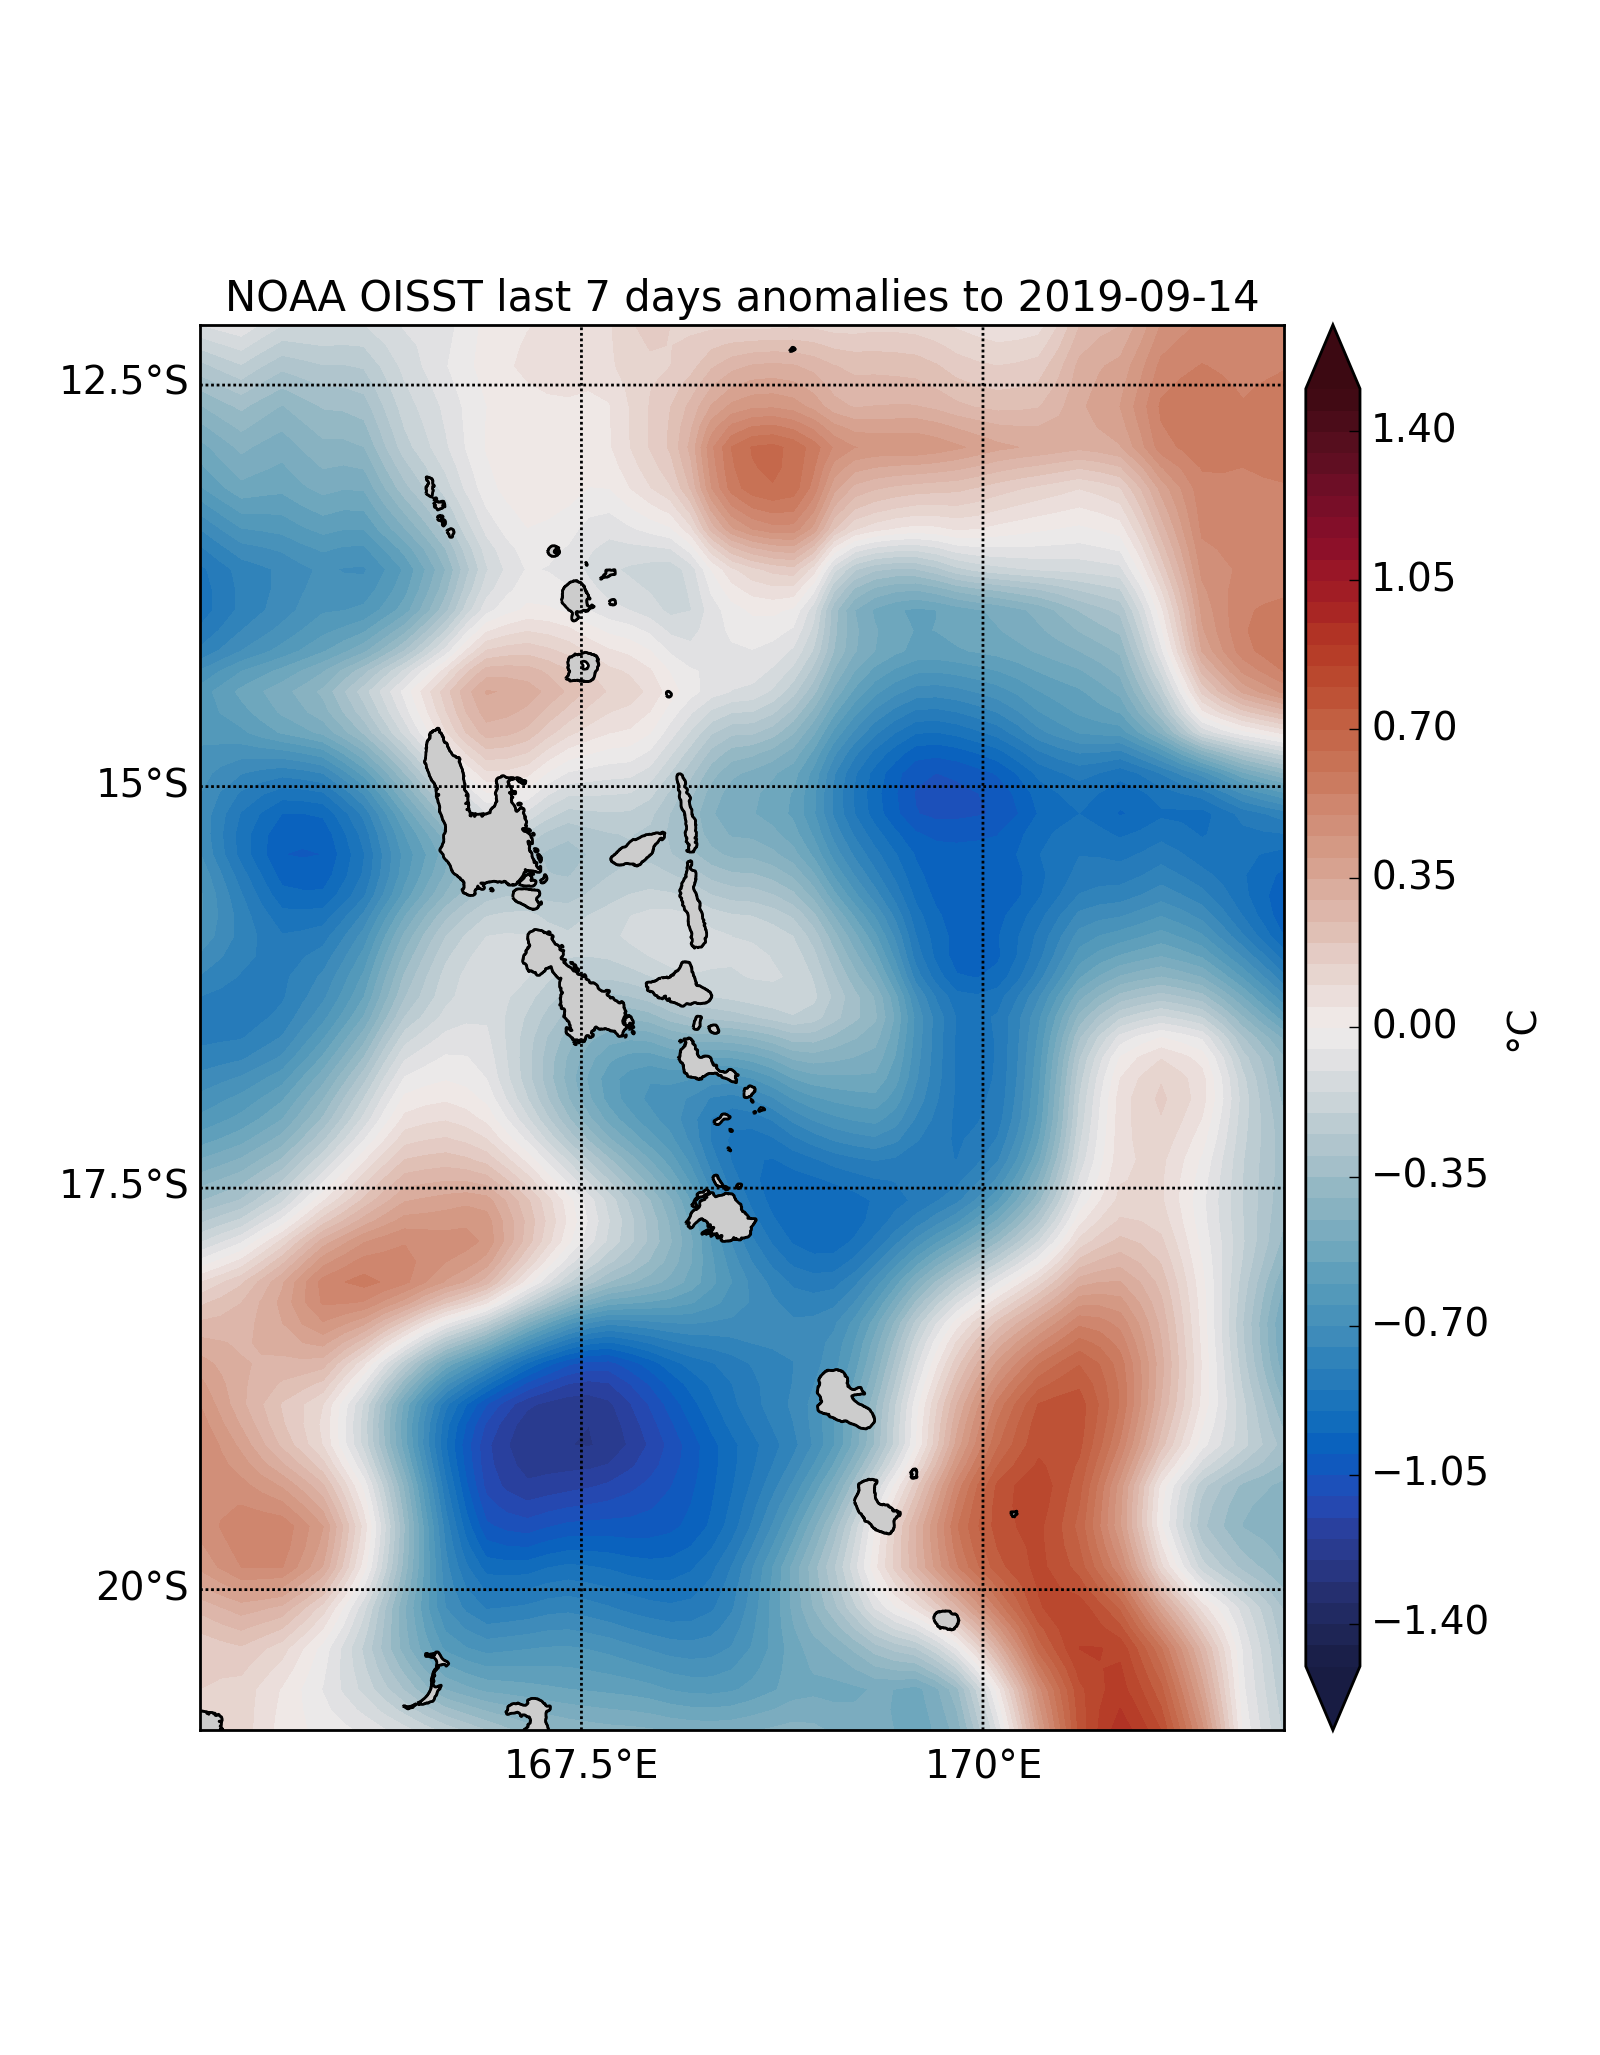 NOAA OISST last 7 days anomalies to 2019-09-14
12.5°S
15°S
17.5°S
20°S
167.5°E
170°E
1.40
1.05
0.70
0.35
0.00
−0.35
−0.70
−1.05
−1.40
°C